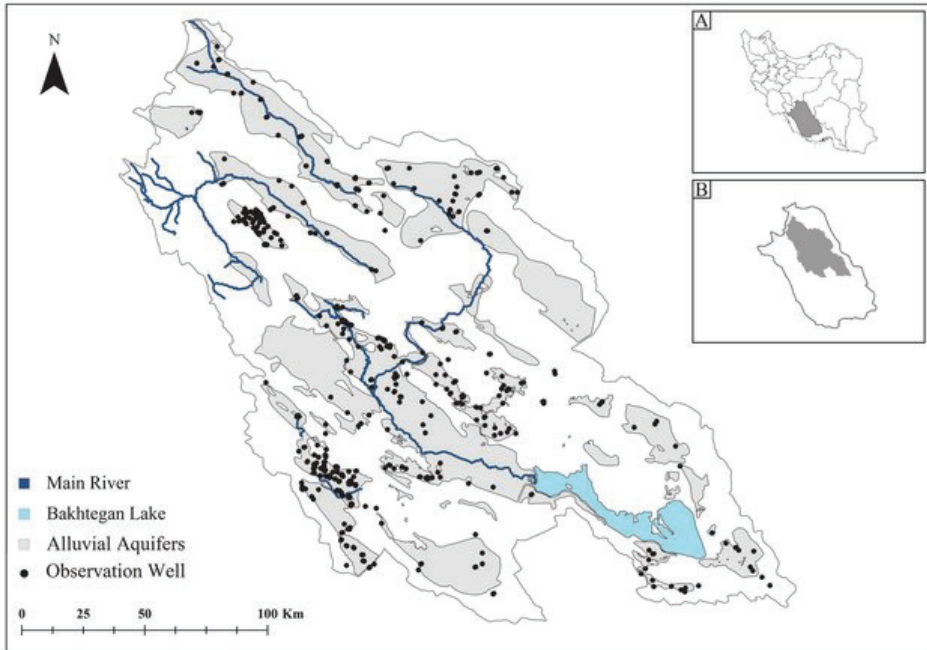 N
A
B
Main River
Bakhtegan Lake
Alluvial Aquifers
Observation Well
0 25 50 100 Km